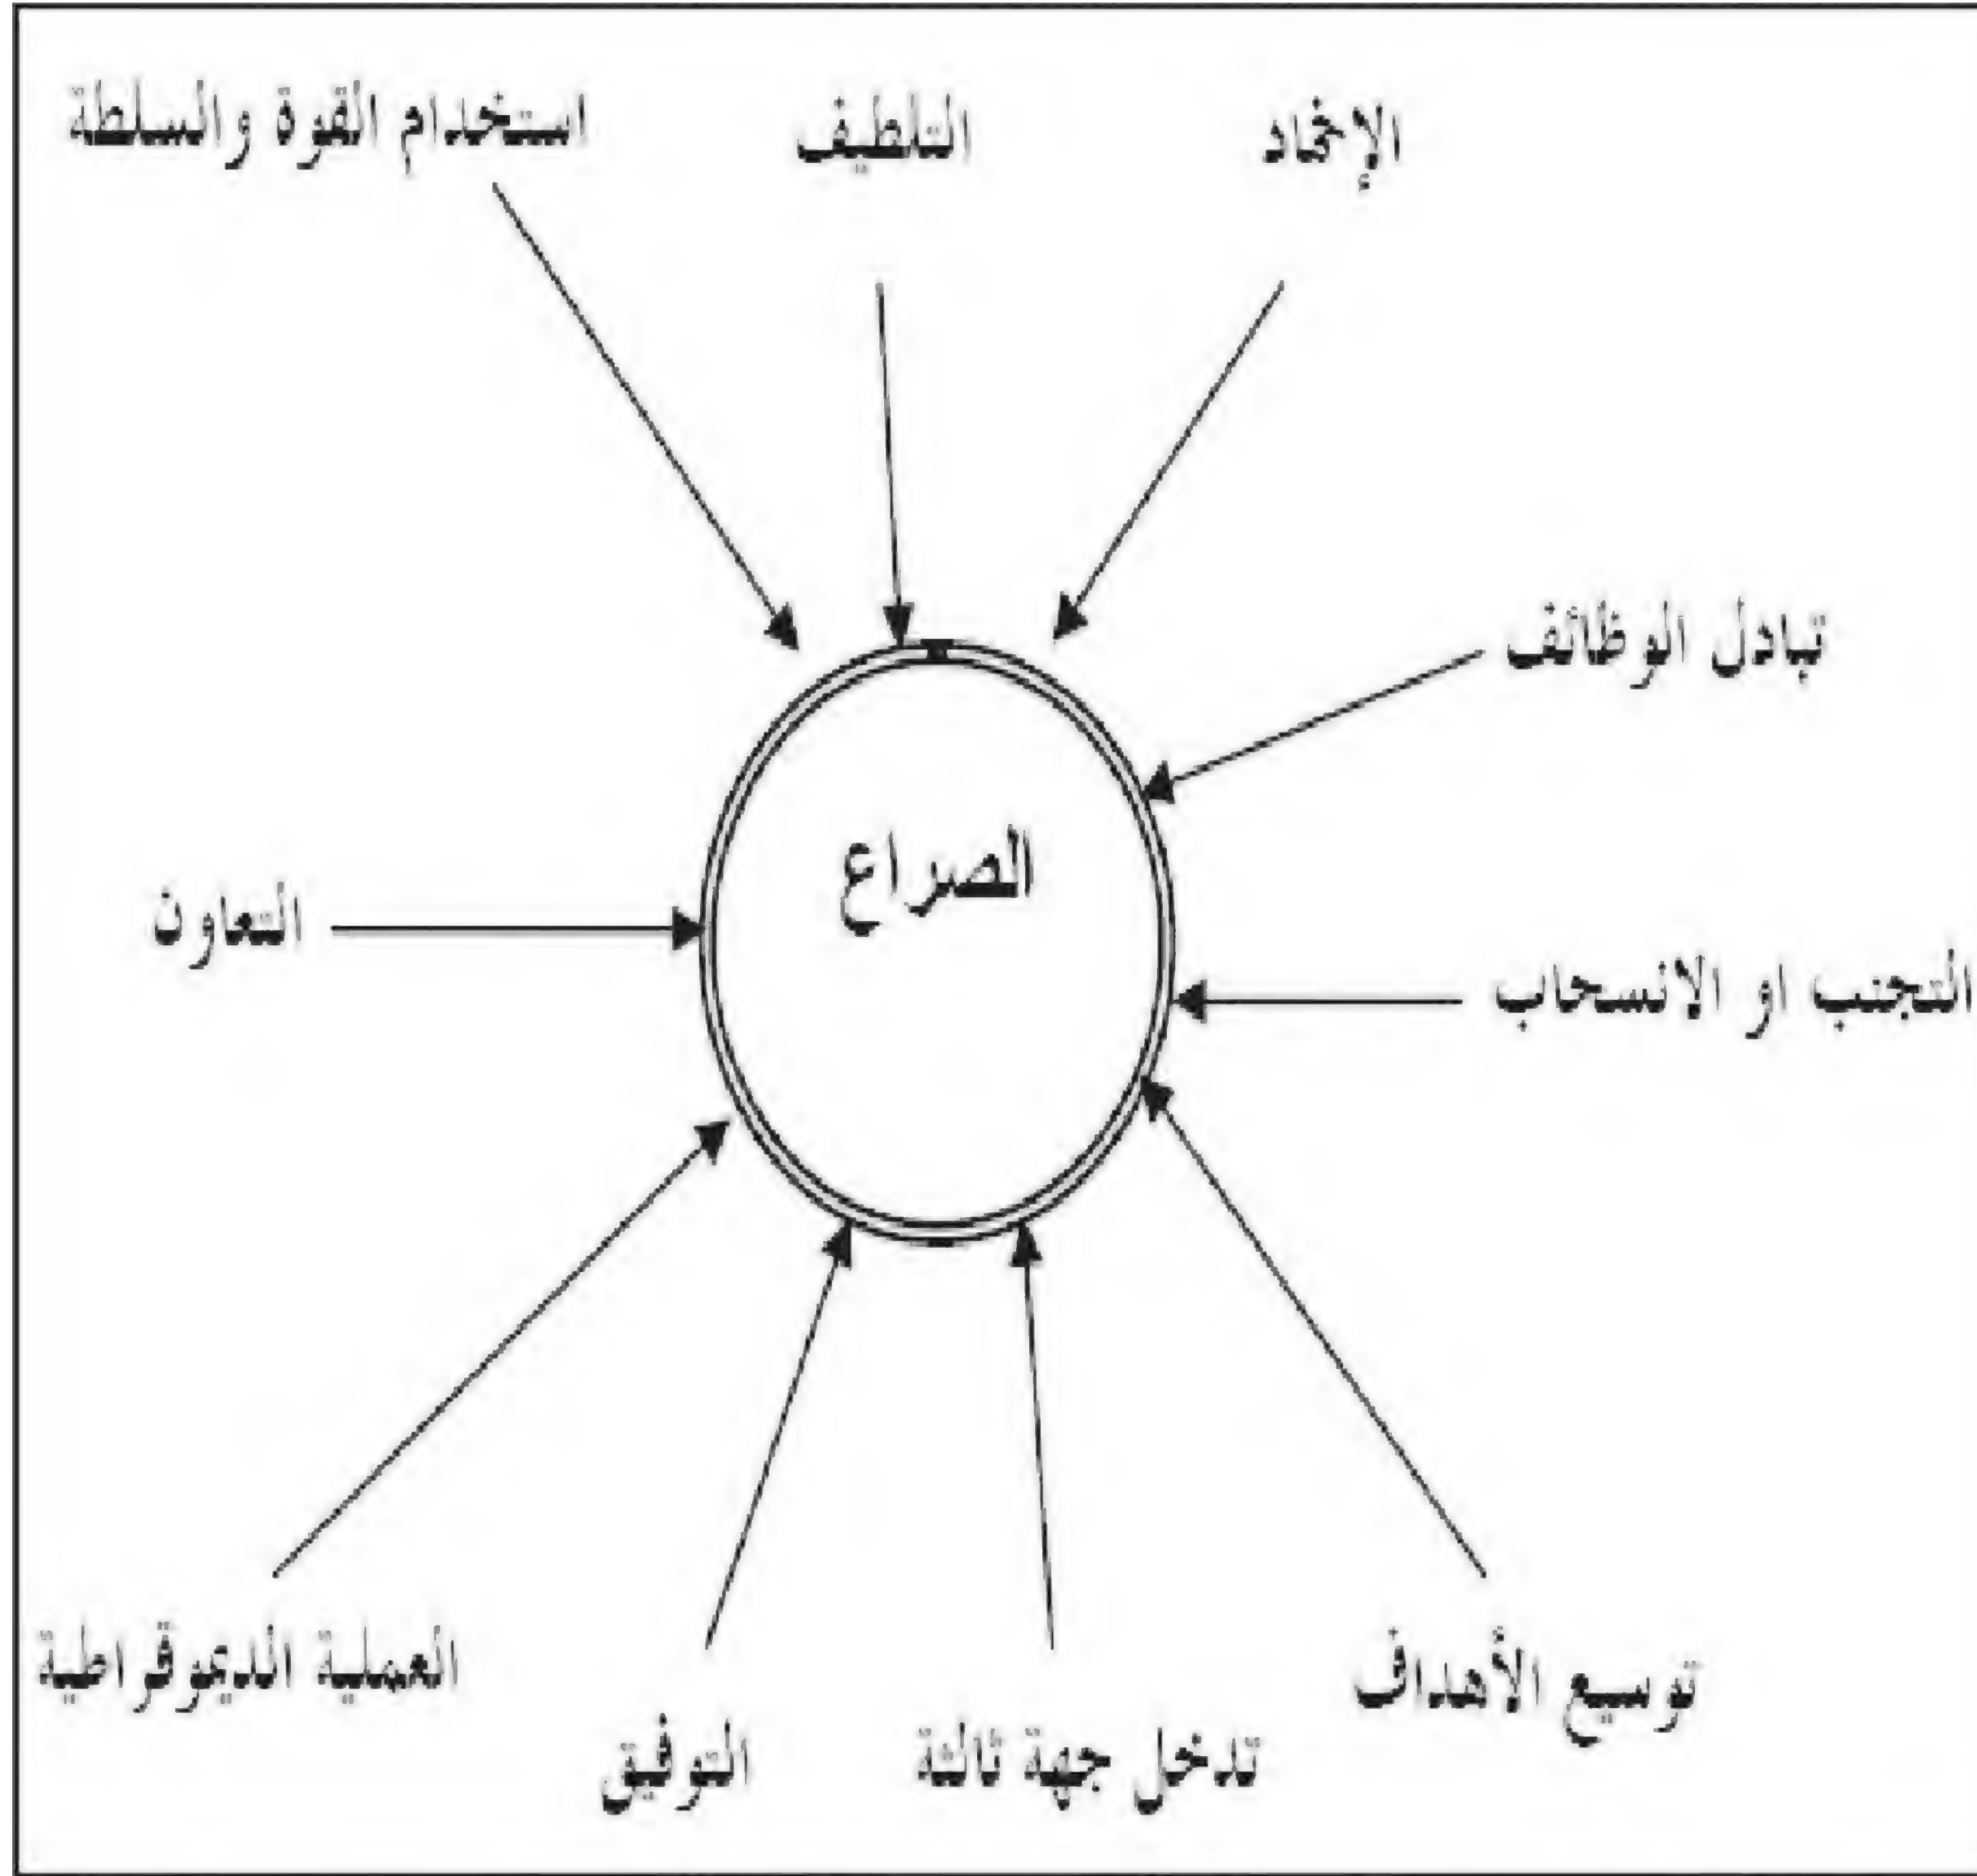 الإخماد
التلطيف
استخدام القوة والسلطة
تبادل الوظائف
الصراع
التعاون
التجنب او الانسحاب
العملية الديموقراطية
توسيع الأهداف
تدخل جهة ثالثة
التوفيق